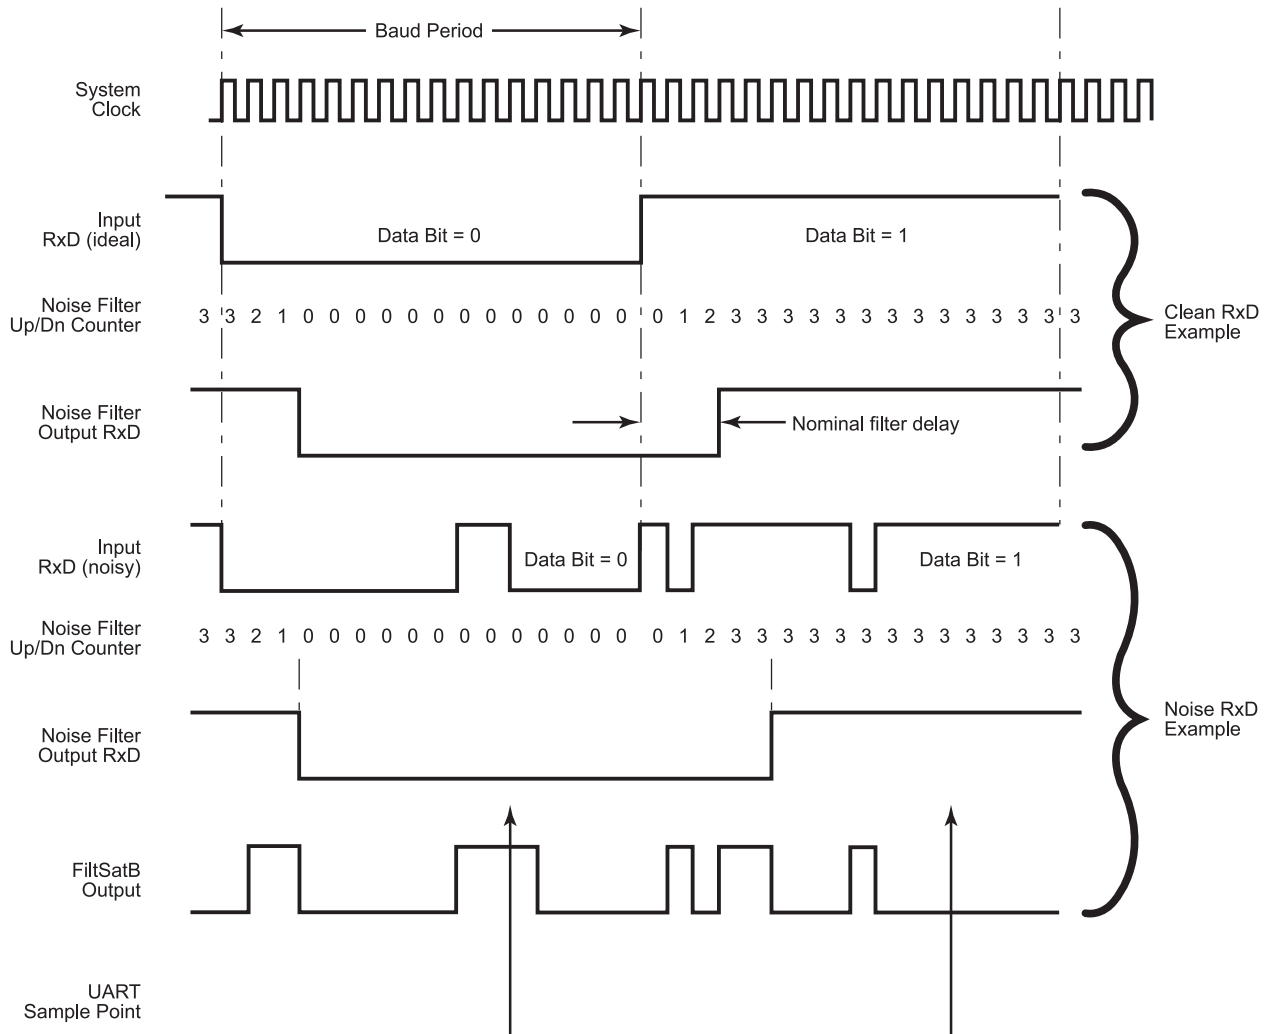 Baud Period
System
Clock
Input
RxD (ideal)
Data Bit = 0
Data Bit = 1
Noise Filter
Up/Dn Counter
3 3 2 1 0 0 0 0 0 0 0 0 0 0 0 0 0 0 1 2 3 3 3 3 3 3 3 3 3 3 3 3 3 3
Clean RxD
Example
Noise Filter
Output RxD
Nominal filter delay
Input
RxD (noisy)
Data Bit = 0
Data Bit = 1
Noise Filter
Up/Dn Counter
3 3 2 1 0 0 0 0 0 0 0 0 0 0 0 0 0 0 1 2 3 3 3 3 3 3 3 3 3 3 3 3 3 3
Noise Filter
Output RxD
Noise RxD
Example
FiltSatB
Output
UART
Sample Point